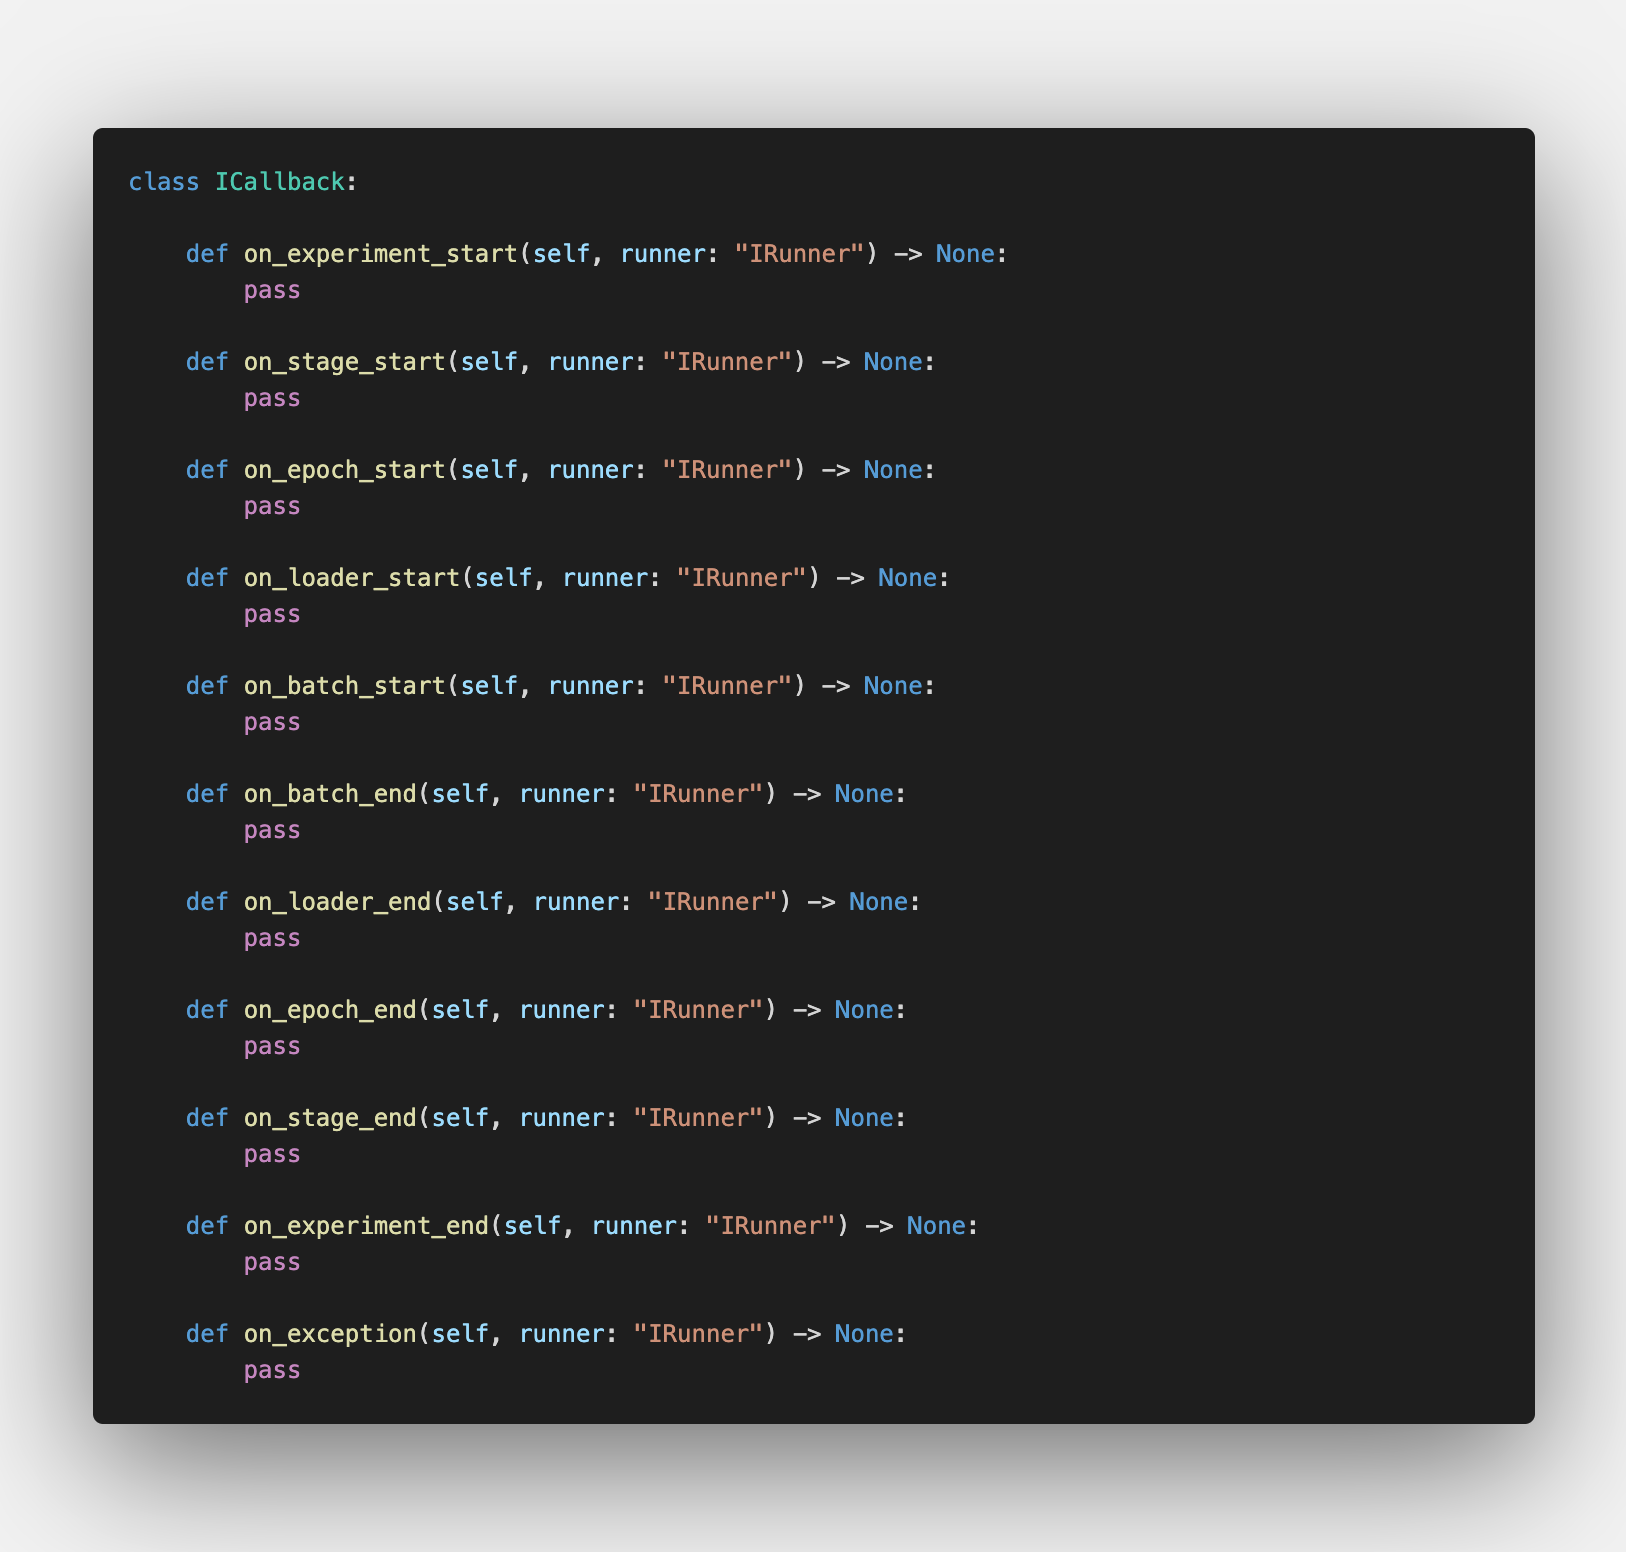 class ICallback:
    def on_experiment_start(self, runner: "IRunner") -> None:
        pass
    def on_stage_start(self, runner: "IRunner") -> None:
        pass
    def on_epoch_start(self, runner: "IRunner") -> None:
        pass
    def on_loader_start(self, runner: "IRunner") -> None:
        pass
    def on_batch_start(self, runner: "IRunner") -> None:
        pass
    def on_batch_end(self, runner: "IRunner") -> None:
        pass
    def on_loader_end(self, runner: "IRunner") -> None:
        pass
    def on_epoch_end(self, runner: "IRunner") -> None:
        pass
    def on_stage_end(self, runner: "IRunner") -> None:
        pass
    def on_experiment_end(self, runner: "IRunner") -> None:
        pass
    def on_exception(self, runner: "IRunner") -> None:
        pass